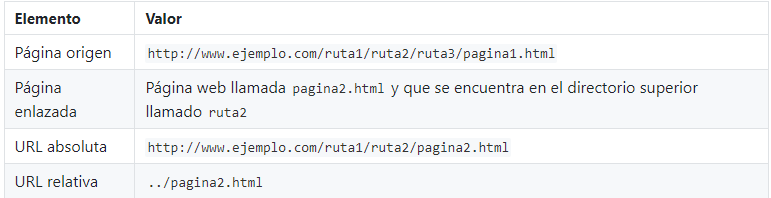 Elemento Valor
Página origen http://www.ejemplo.com/ruta1/ruta2/ruta3/pagina1.html
Página enlazada Página web llamada pagina2.html y que se encuentra en el directorio superior
llamado ruta2
URL absoluta http://www.ejemplo.com/ruta1/ruta2/pagina2.html
URL relativa ../pagina2.html